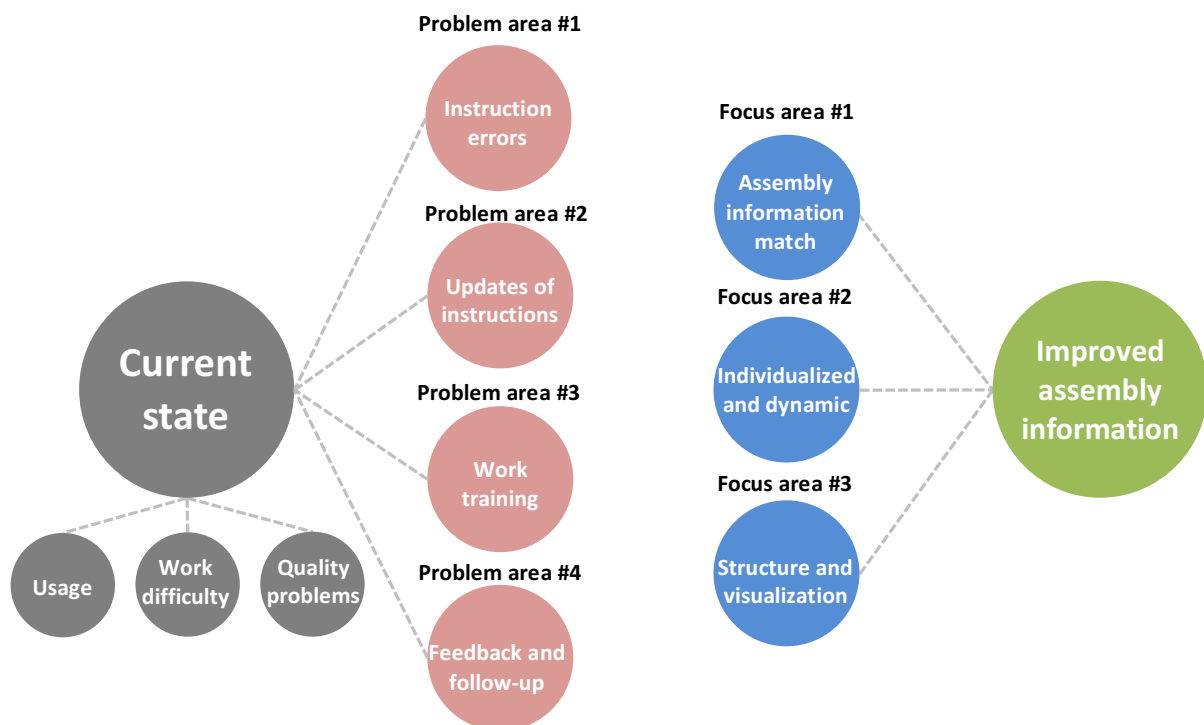 Problem area #1
Instruction
errors
Problem area #2
Updates of
instructions
Problem area #3
Work
training
Problem area #4
Feedback and
follow-up
Current
state
Usage
Work
difficulty
Quality
problems
Focus area #1
Assembly
information
match
Focus area #2
Individualized
and dynamic
Focus area #3
Structure and
visualization
Improved
assembly
information